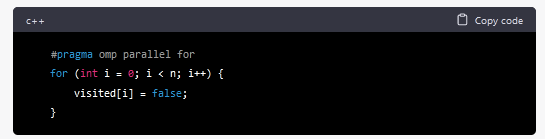 c++
Copy code
#pragma omp parallel for
for (int i = 0; i < n; i++) {
visited[i] = false;
}